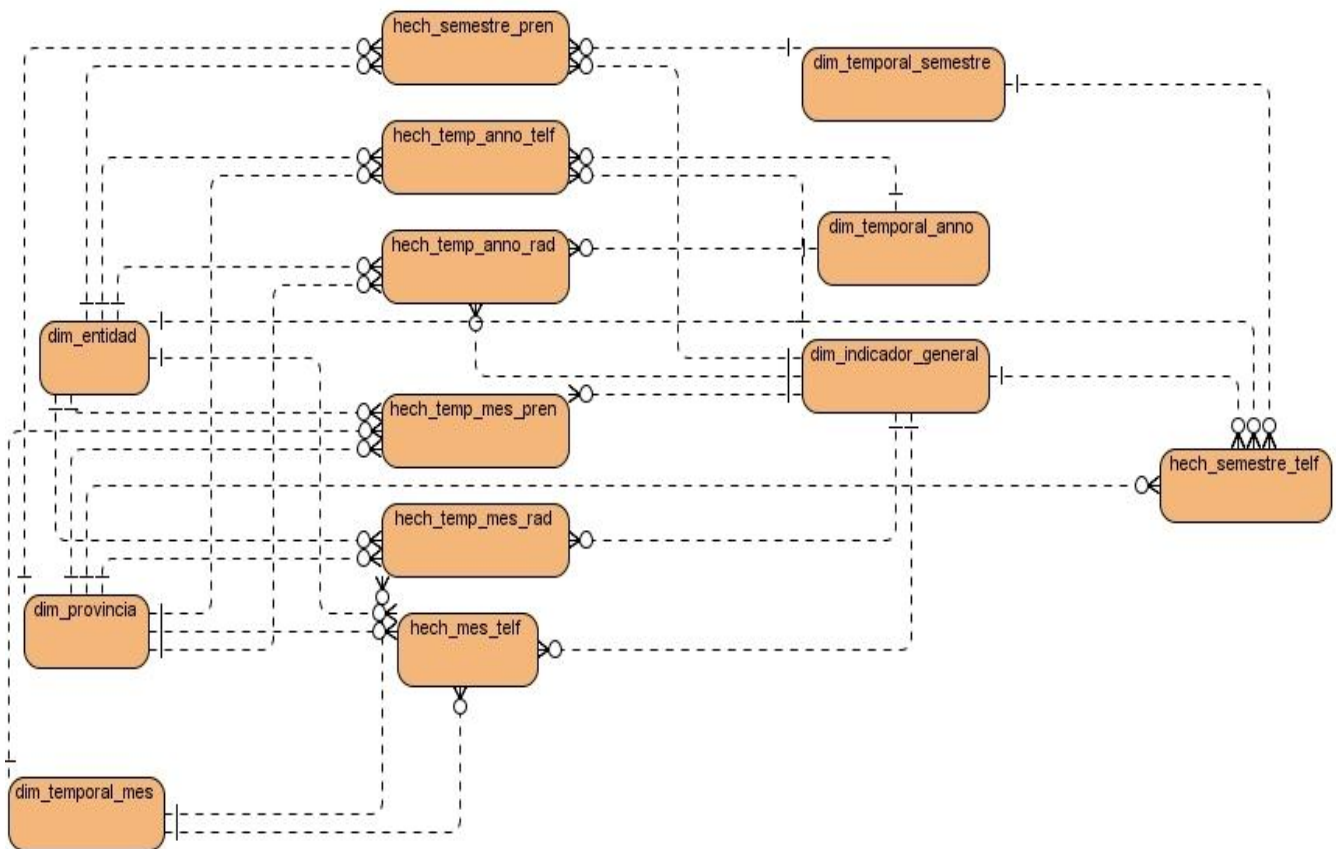 hech_semestre_pren
dim_temporal_semestre
hech_temp_anno_telf
dim_temporal_anno
hech_temp_anno_rad
dim_entidad
dim_indicador_general
hech_temp_mes_pren
hech_semestre_telf
hech_temp_mes_rad
dim_provincia
hech_mes_telf
dim_temporal_mes